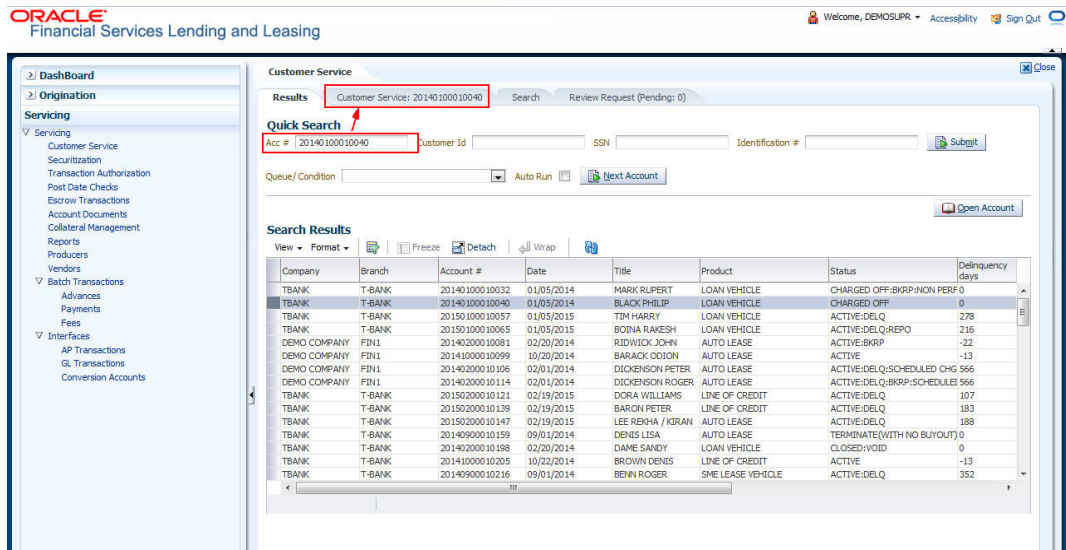 ORACLE
Financial Services Lending and Leasing
Welcome, DEMOSUPR
Accessibility
Sign Out
Close
DashBoard
Origination
Servicing
Servicing
Customer Service
Securitization
Transaction Authorization
Post Date Checks
Escrow Transactions
Account Documents
Collateral Management
Reports
Producers
Vendors
Batch Transactions
Advances
Payments
Fees
Interfaces
AP Transactions
GL Transactions
Conversion Accounts
Customer Service
Results Customer Service: 20140100010040 Search Review Request (Pending: 0)
Quick Search
Acc # 20140100010040 Customer Id SSN Identification # Submit
Queue/ Condition Auto Run Next Account
Open Account
Search Results
View Format Freeze Detach Wrap
Company Branch Account # Date Title Product Status Delinquency days
TBANK T-BANK 20140100010032 01/05/2014 MARK RUPERT LOAN VEHICLE CHARGED OFF:BKRP:NON PERF 0
TBANK T-BANK 20140100010040 01/05/2014 BLACK PHILIP LOAN VEHICLE CHARGED OFF 0
TBANK T-BANK 20150100010057 01/05/2015 TIM HARRY LOAN VEHICLE ACTIVE:DELQ 278
TBANK T-BANK 20150100010065 01/05/2015 BOINA RAKESH LOAN VEHICLE ACTIVE:DELQ:REPO 216
DEMO COMPANY FIN1 20140200010081 02/20/2014 RIDWICK JOHN AUTO LEASE ACTIVE:BKRP -22
DEMO COMPANY FIN1 20141000010099 10/20/2014 BARACK ODION AUTO LEASE ACTIVE -13
DEMO COMPANY FIN1 20140200010106 02/01/2014 DICKENSON PETER AUTO LEASE ACTIVE:DELQ:SCHEDULED CHG 566
DEMO COMPANY FIN1 20140200010114 02/01/2014 DICKENSON ROGER AUTO LEASE ACTIVE:DELQ:BKRP:SCHEDULE 566
TBANK T-BANK 20150200010121 02/19/2015 DORA WILLIAMS LINE OF CREDIT ACTIVE:DELQ 107
TBANK T-BANK 20150200010139 02/19/2015 BARON PETER LINE OF CREDIT ACTIVE:DELQ 183
TBANK T-BANK 20150200010147 02/19/2015 LEE REKHA / KIRAN AUTO LEASE ACTIVE:DELQ 188
TBANK T-BANK 20140900010159 09/01/2014 DENIS LISA AUTO LEASE TERMINATE(WITH NO BUYOUT) 0
TBANK T-BANK 20140200010198 02/20/2014 DAME SANDY LOAN VEHICLE CLOSED:VOID 0
TBANK T-BANK 20141000010205 10/22/2014 BROWN DENIS LINE OF CREDIT ACTIVE -13
TBANK T-BANK 20140900010216 09/01/2014 BENN ROGER SME LEASE VEHICLE ACTIVE:DELQ 352